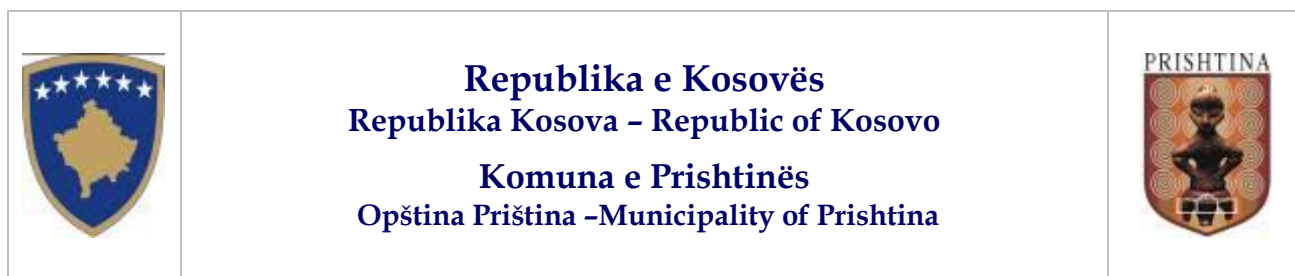 Republika e Kosovës
Republika Kosova – Republic of Kosovo
Komuna e Prishtinës
Opština Priština –Municipality of Prishtina
PRISHTINA